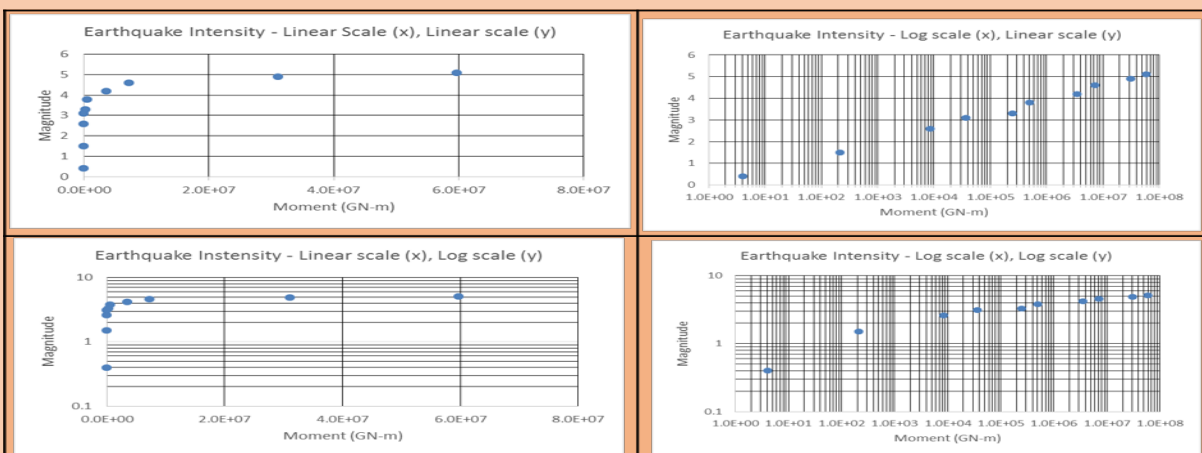 Earthquake Intensity - Linear Scale (x), Linear scale (y)
6
5
4
3
2
1
0
Magnitude
0.0E+00 2.0E+07 4.0E+07 6.0E+07 8.0E+07
Moment (GN-m)
Earthquake Intensity - Log scale (x), Linear scale (y)
6
5
4
3
2
1
0
Magnitude
1.0E+00 1.0E+01 1.0E+02 1.0E+03 1.0E+04 1.0E+05 1.0E+06 1.0E+07 1.0E+08
Moment (GN-m)
Earthquake Instensity - Linear scale (x), Log scale (y)
10
1
0.1
Magnitude
0.0E+00 2.0E+07 4.0E+07 6.0E+07 8.0E+07
Moment (GN-m)
Earthquake Intensity - Log scale (x), Log scale (y)
10
1
0.1
Magnitude
1.0E+00 1.0E+01 1.0E+02 1.0E+03 1.0E+04 1.0E+05 1.0E+06 1.0E+07 1.0E+08
Moment (GN-m)